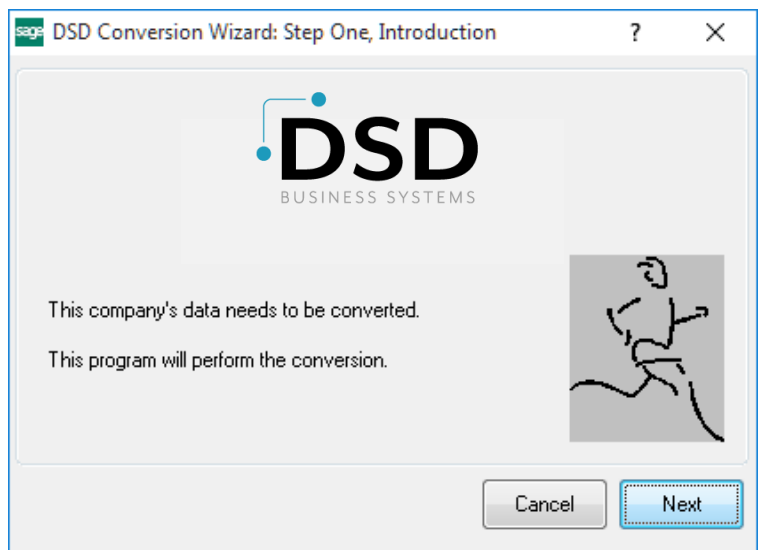 sage DSD Conversion Wizard: Step One, Introduction ? X
DSD
BUSINESS SYSTEMS
This company's data needs to be converted.
This program will perform the conversion.
Cancel Next